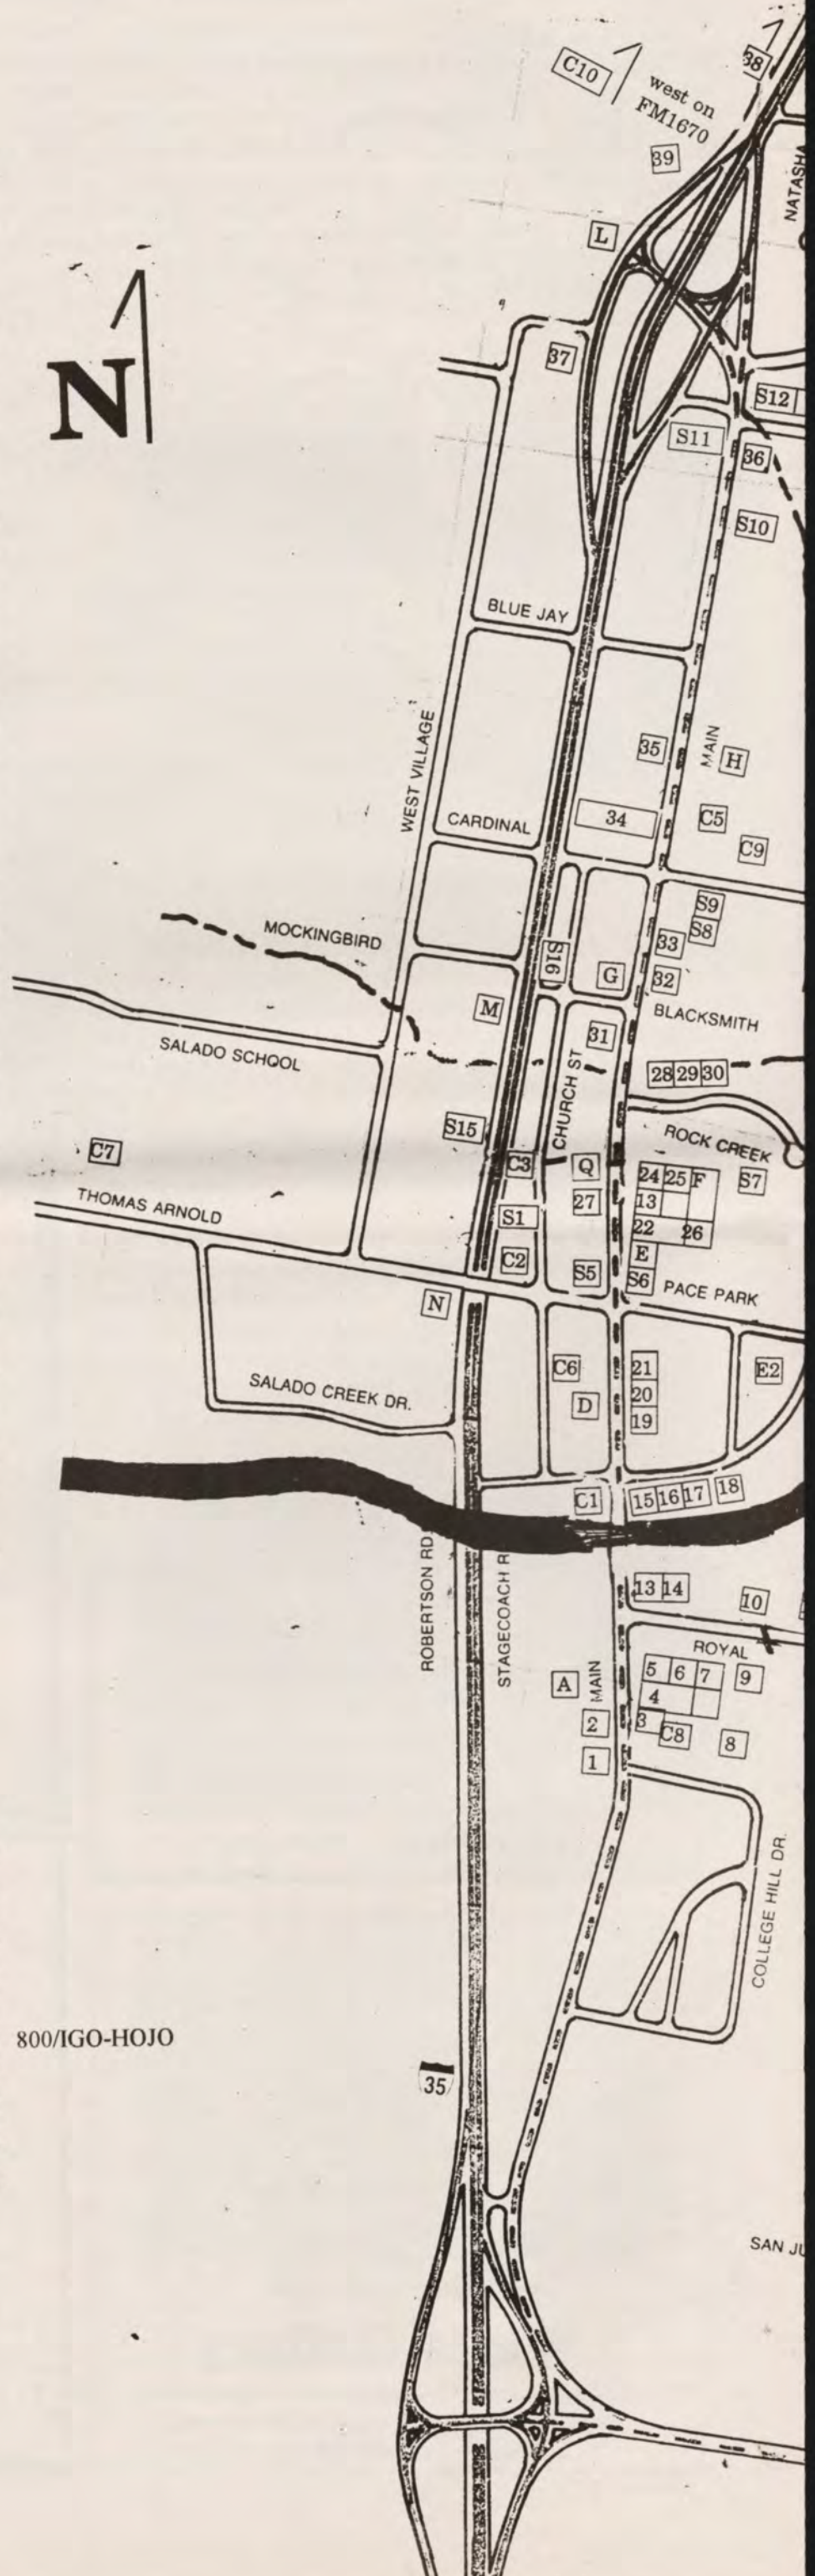 38
C10
west on
FM1670
39
NATASHA
L
N
37
S12
S11
36
S10
BLUE JAY
WEST VILLAGE
35
MAIN
H
CARDINAL
34
C5
C9
S9
S8
MOCKINGBIRD
S16
33
G
32
M
BLACKSMITH
31
SALADO SCHOOL
CHURCH ST
28 29 30
S15
ROCK CREEK
C7
C3
Q
24 25 F
S7
THOMAS ARNOLD
27
13
S1
22
26
C2
E
S5
S6
PACE PARK
N
C6
21
E2
SALADO CREEK DR.
20
D
19
C1
15 16 17 18
ROBERTSON RD
STAGECOACH R
13 14
10
ROYAL
A
MAIN
5 6 7
9
4
2
3
C8
8
1
COLLEGE HILL DR.
800/IGO-HOJO
35
SAN JU